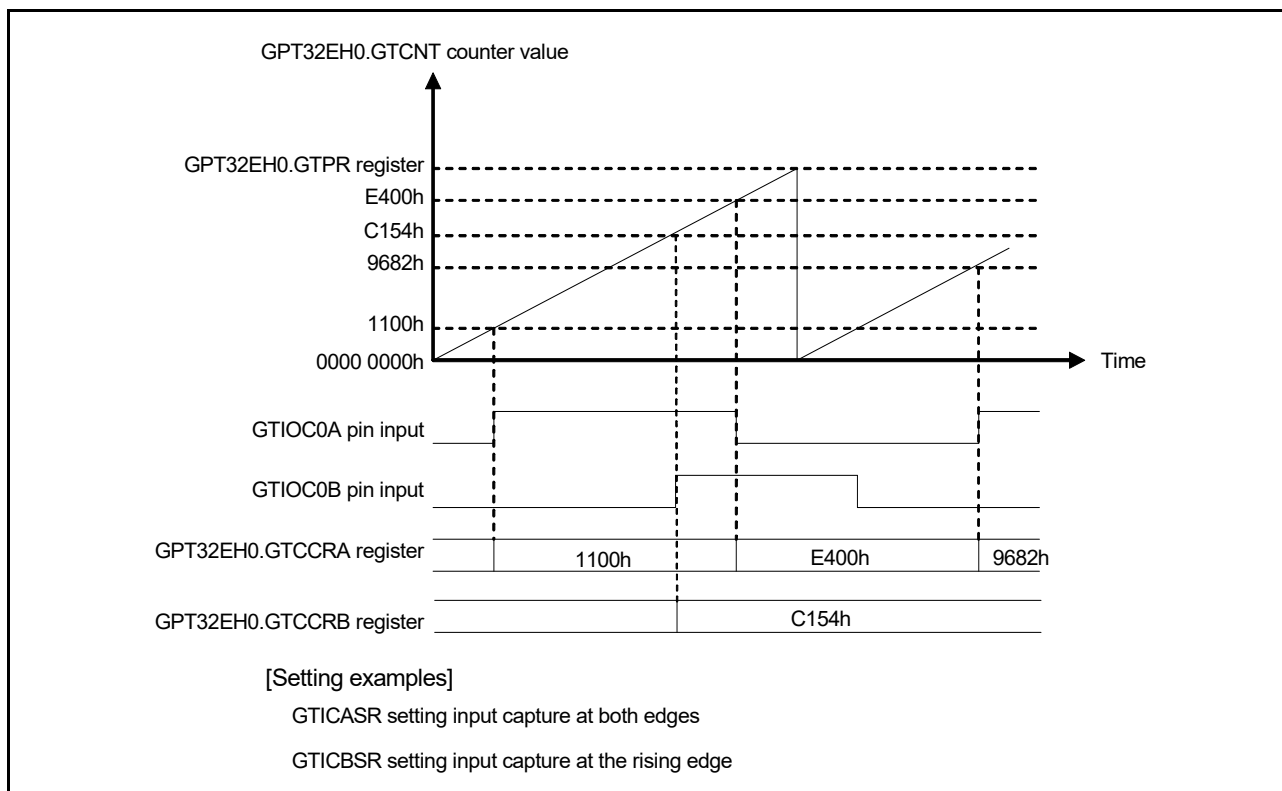 GPT32EH0.GTCNT counter value
GPT32EH0.GTPR register
E400h
C154h
9682h
1100h
0000 0000h
Time
GTIOC0A pin input
GTIOC0B pin input
GPT32EH0.GTCCRA register
1100h
E400h
9682h
GPT32EH0.GTCCRB register
C154h
[Setting examples]
GTICASR setting input capture at both edges
GTICBSR setting input capture at the rising edge